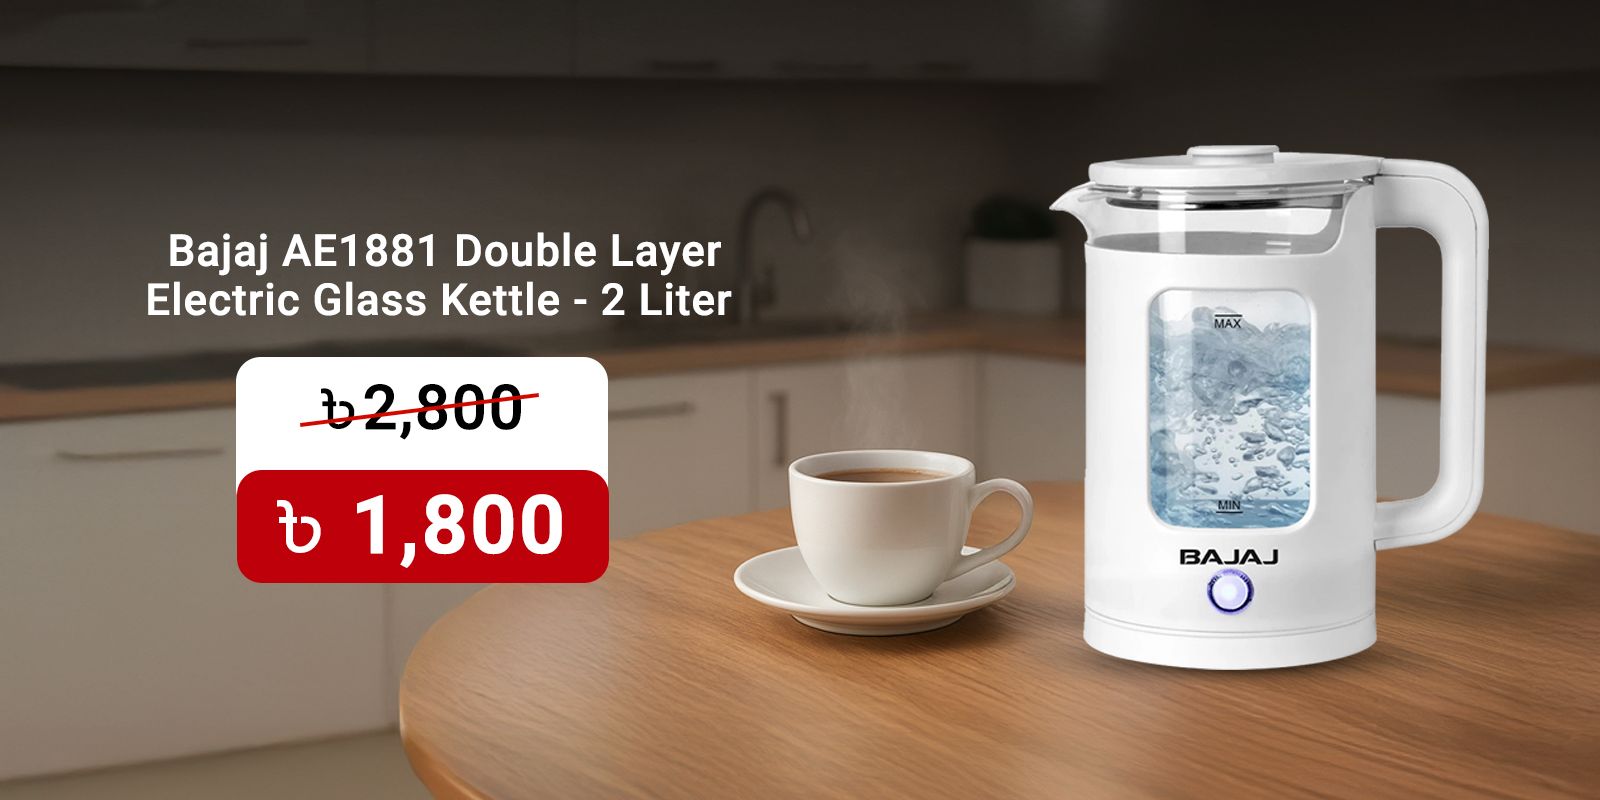 Bajaj AE1881 Double Layer
Electric Glass Kettle - 2 Liter
৳2,800
৳ 1,800
MAX
MIN
BAJAJ